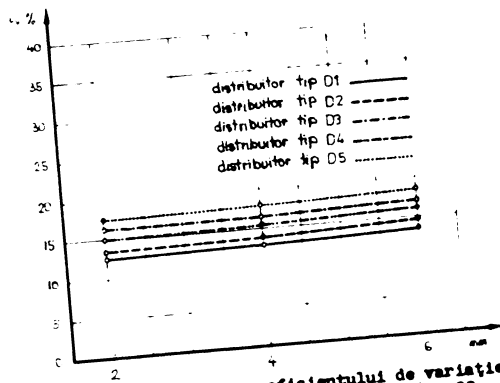 %
40
35
30
25
20
15
10
5
0
distribuitor tip D1
distribuitor tip D2
distribuitor tip D3
distribuitor tip D4
distribuitor tip D5
2 4 6 mm
de variație